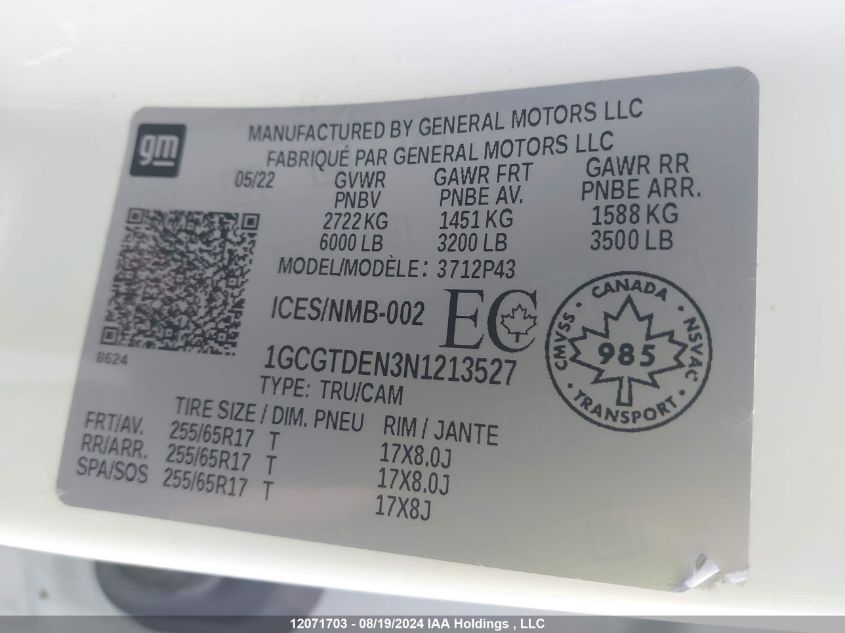 gm
MANUFACTURED BY GENERAL MOTORS LLC
FABRIQUÉ PAR GENERAL MOTORS LLC
05/22 GVWR GAWR FRT GAWR RR
PNBV PNBE AV. PNBE ARR.
2722 KG 1451 KG 1588 KG
6000 LB 3200 LB 3500 LB
MODEL/MODÈLE: 3712P43
ICES/NMB-002 EC
CANADA
CMVSS 985 NSVAC
TRANSPORT
8624
1GCGTDEN3N1213527
TYPE: TRU/CAM
TIRE SIZE / DIM. PNEU RIM / JANTE
FRT/AV. 255/65R17 T 17X8.0J
RR/ARR. 255/65R17 T 17X8.0J
SPA/SOS 255/65R17 T 17X8J
12071703 - 08/19/2024 IAA Holdings , LLC